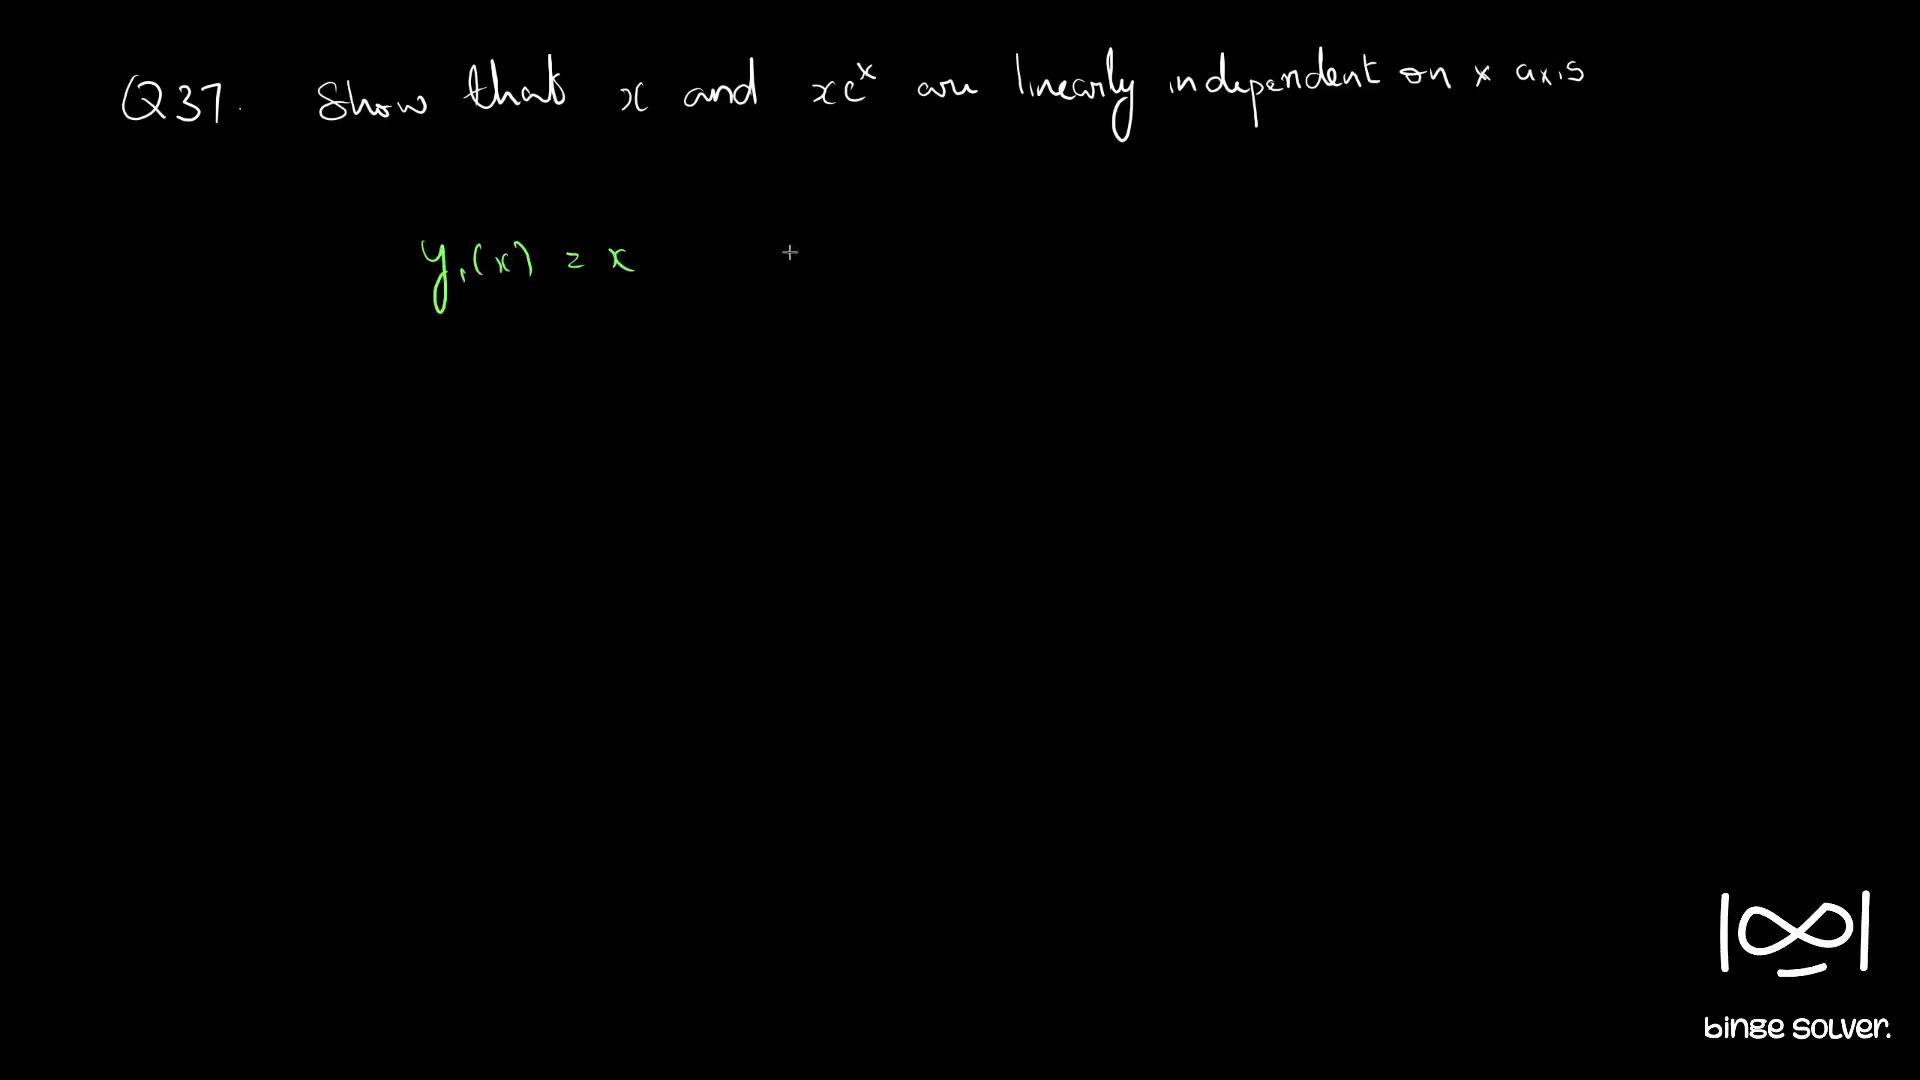 Q37. Show that x and xe^x are linearly independent on x axis
y₁(x) = x
binge solver.